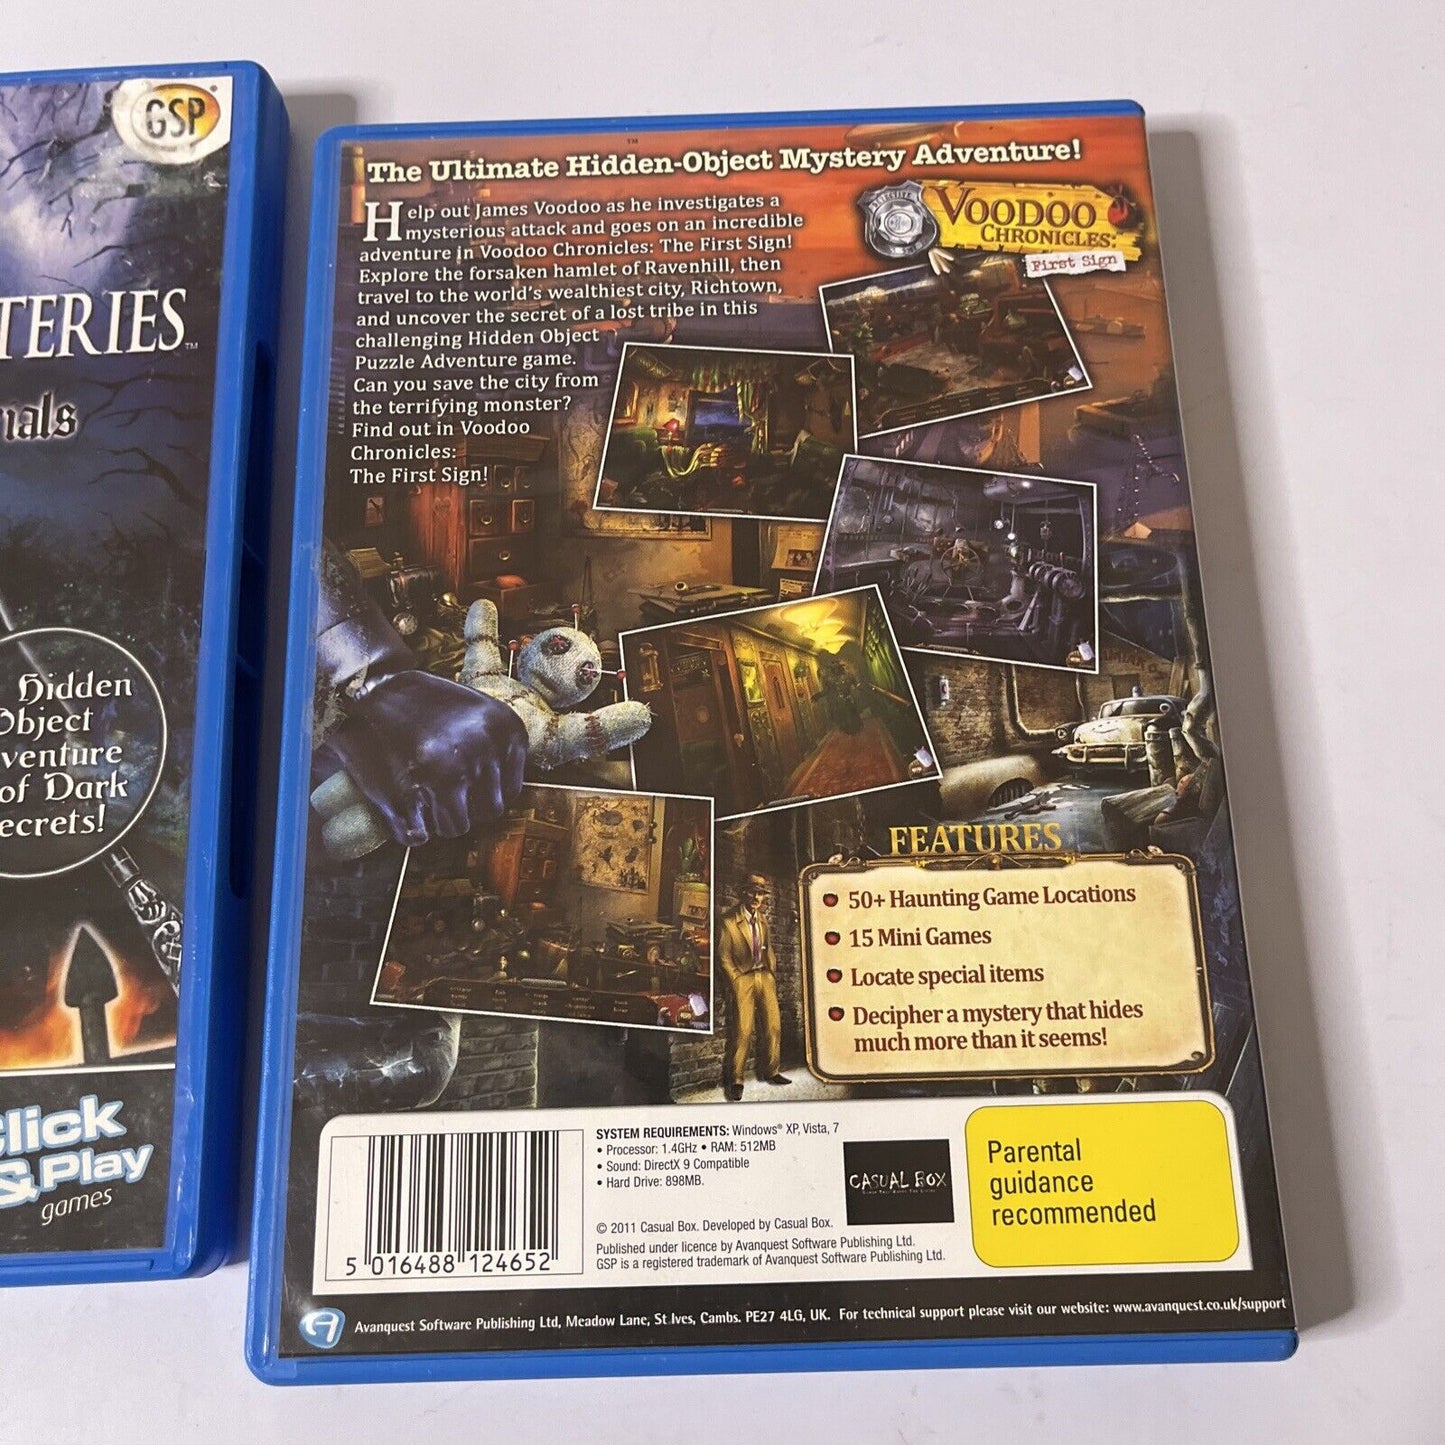 GSP
TERIES™
Hidden
Object
venture
of Dark
ecrets!
Click
& Play
games
The Ultimate Hidden-Object Mystery Adventure!
Help out James Voodoo as he investigates a
mysterious attack and goes on an incredible
adventure in Voodoo Chronicles: The First Sign!
Explore the forsaken hamlet of Ravenhill, then
travel to the world's wealthiest city, Richtown,
and uncover the secret of a lost tribe in this
challenging Hidden Object
Puzzle Adventure game.
Can you save the city from
the terrifying monster?
Find out in Voodoo
Chronicles:
The First Sign!
DETECTIVE
VOODOO
CHRONICLES:
First Sign
FEATURES
50+ Haunting Game Locations
15 Mini Games
Locate special items
Decipher a mystery that hides
much more than it seems!
SYSTEM REQUIREMENTS: Windows® XP, Vista, 7
• Processor: 1.4GHz • RAM: 512MB
• Sound: DirectX 9 Compatible
• Hard Drive: 898MB.
© 2011 Casual Box. Developed by Casual Box.
Published under licence by Avanquest Software Publishing Ltd.
GSP is a registered trademark of Avanquest Software Publishing Ltd.
CASUAL BOX
Parental
guidance
recommended
5 016488 124652
Avanquest Software Publishing Ltd, Meadow Lane, St Ives, Cambs. PE27 4LG, UK. For technical support please visit our website: www.avanquest.co.uk/support